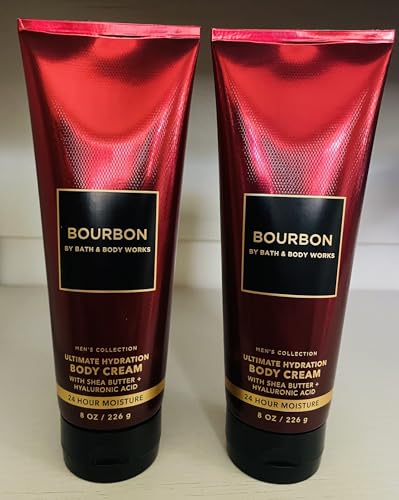 BOURBON
BY BATH & BODY WORKS
MEN'S COLLECTION
ULTIMATE HYDRATION
BODY CREAM
WITH SHEA BUTTER +
HYALURONIC ACID
24 HOUR MOISTURE
8 OZ / 226 g
BOURBON
BY BATH & BODY WORKS
MEN'S COLLECTION
ULTIMATE HYDRATION
BODY CREAM
WITH SHEA BUTTER +
HYALURONIC ACID
24 HOUR MOISTURE
8 OZ / 226 g